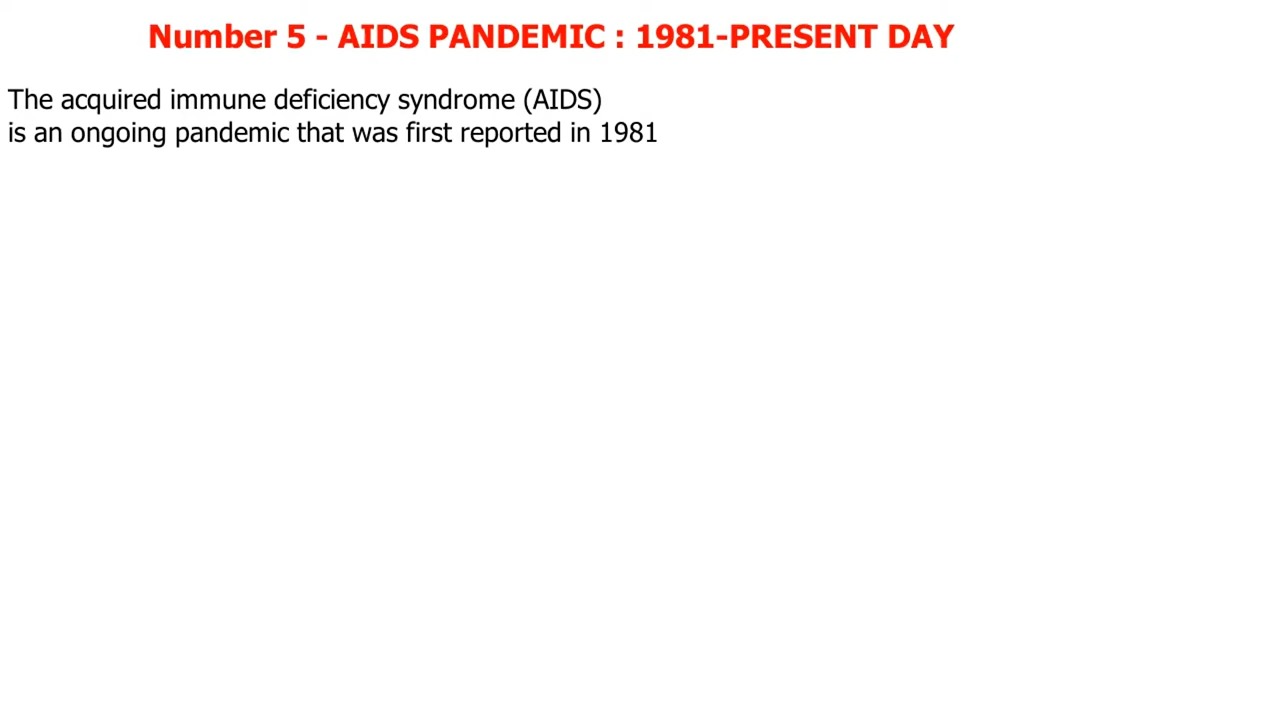 Number 5 - AIDS PANDEMIC : 1981-PRESENT DAY
The acquired immune deficiency syndrome (AIDS)
is an ongoing pandemic that was first reported in 1981